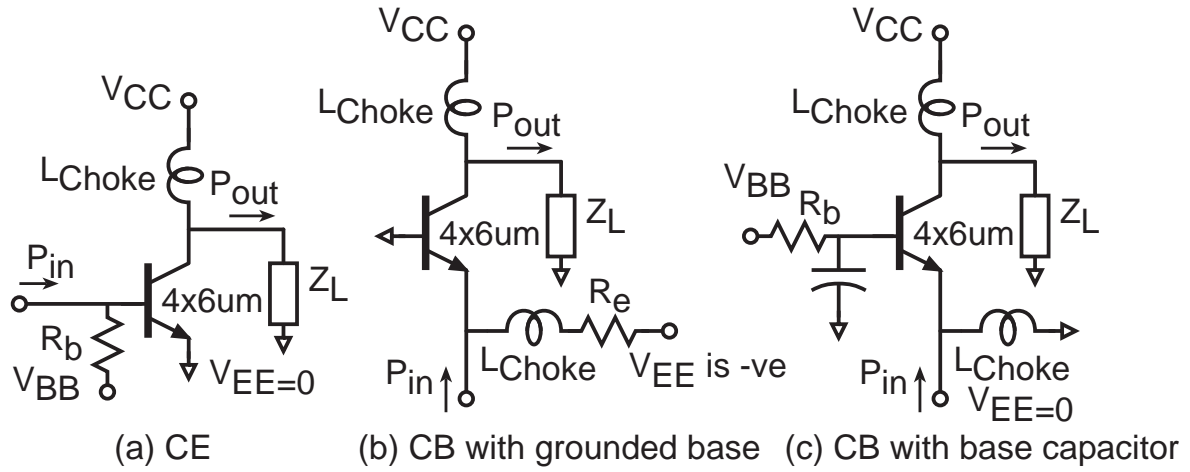 VCC
LChoke
Pout
Pin
4x6um
ZL
Rb
VBB
VEE=0
(a) CE
VCC
LChoke
Pout
4x6um
ZL
Re
LChoke
VEE is -ve
Pin
(b) CB with grounded base
VCC
LChoke
Pout
VBB
Rb
4x6um
ZL
LChoke
Pin
VEE=0
(c) CB with base capacitor